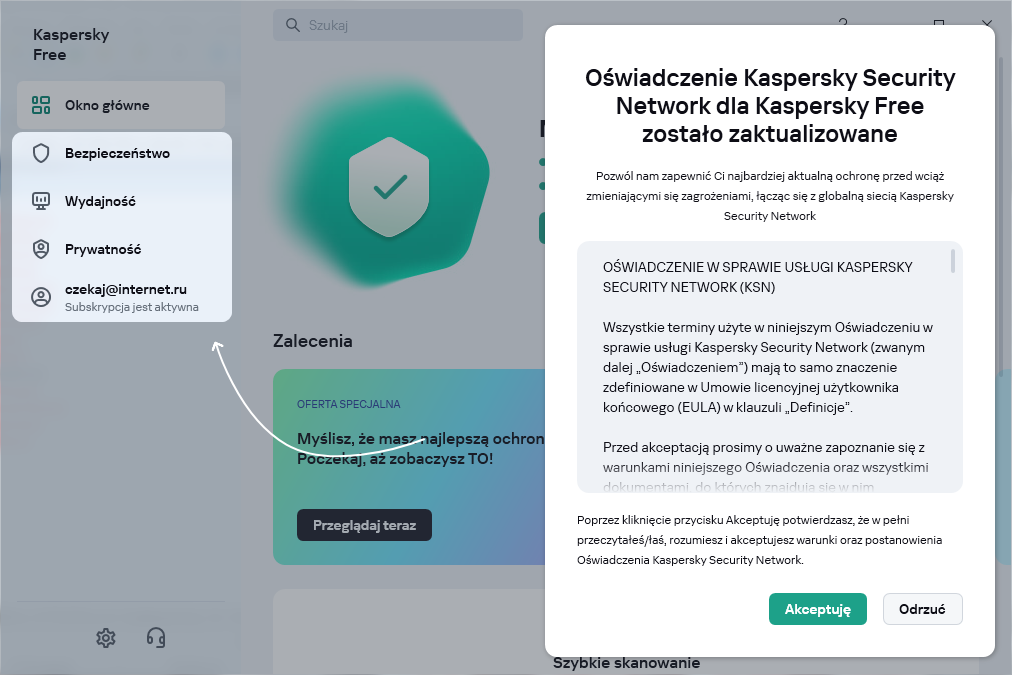 Kaspersky
Free
Okno główne
Bezpieczeństwo
Wydajność
Prywatność
czekaj@internet.ru
Subskrypcja jest aktywna
Szukaj
Zalecenia
OFERTA SPECJALNA
Myślisz, że masz najlepszą ochron
Poczekaj, aż zobaczysz TO!
Przeglądaj teraz
Szybkie skanowanie
Oświadczenie Kaspersky Security
Network dla Kaspersky Free
zostało zaktualizowane
Pozwól nam zapewnić Ci najbardziej aktualną ochronę przed wciąż
zmieniającymi się zagrożeniami, łącząc się z globalną siecią Kaspersky
Security Network
OŚWIADCZENIE W SPRAWIE USŁUGI KASPERSKY
SECURITY NETWORK (KSN)
Wszystkie terminy użyte w niniejszym Oświadczeniu w
sprawie usługi Kaspersky Security Network (zwanym
dalej „Oświadczeniem”) mają to samo znaczenie
zdefiniowane w Umowie licencyjnej użytkownika
końcowego (EULA) w klauzuli „Definicje”.
Przed akceptacją prosimy o uważne zapoznanie się z
warunkami niniejszego Oświadczenia oraz wszystkimi
dokumentami, do których znajdują się w nim
Poprzez kliknięcie przycisku Akceptuję potwierdzasz, że w pełni
przeczytałeś/łaś, rozumiesz i akceptujesz warunki oraz postanowienia
Oświadczenia Kaspersky Security Network.
Akceptuję
Odrzuć